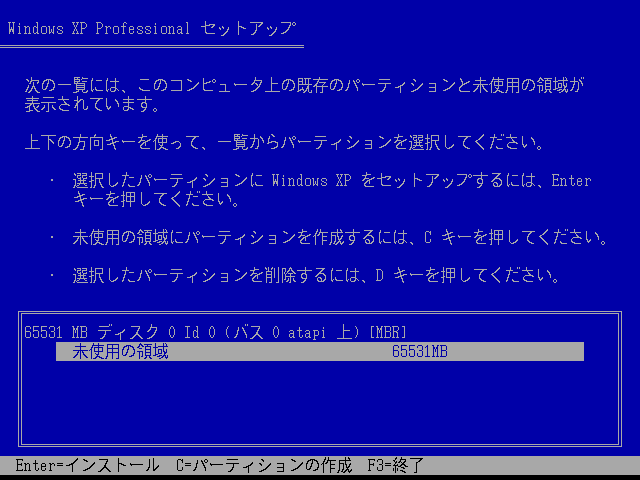 Windows XP Professional セットアップ
次の一覧には、このコンピュータ上の既存のパーティションと未使用の領域が
表示されています。
上下の方向キーを使って、一覧からパーティションを選択してください。
・ 選択したパーティションに Windows XP をセットアップするには、Enter
キーを押してください。
・ 未使用の領域にパーティションを作成するには、C キーを押してください。
・ 選択したパーティションを削除するには、D キーを押してください。
65531 MB ディスク 0 Id 0 (バス 0 atapi 上) [MBR]
未使用の領域 65531MB
Enter=インストール C=パーティションの作成 F3=終了